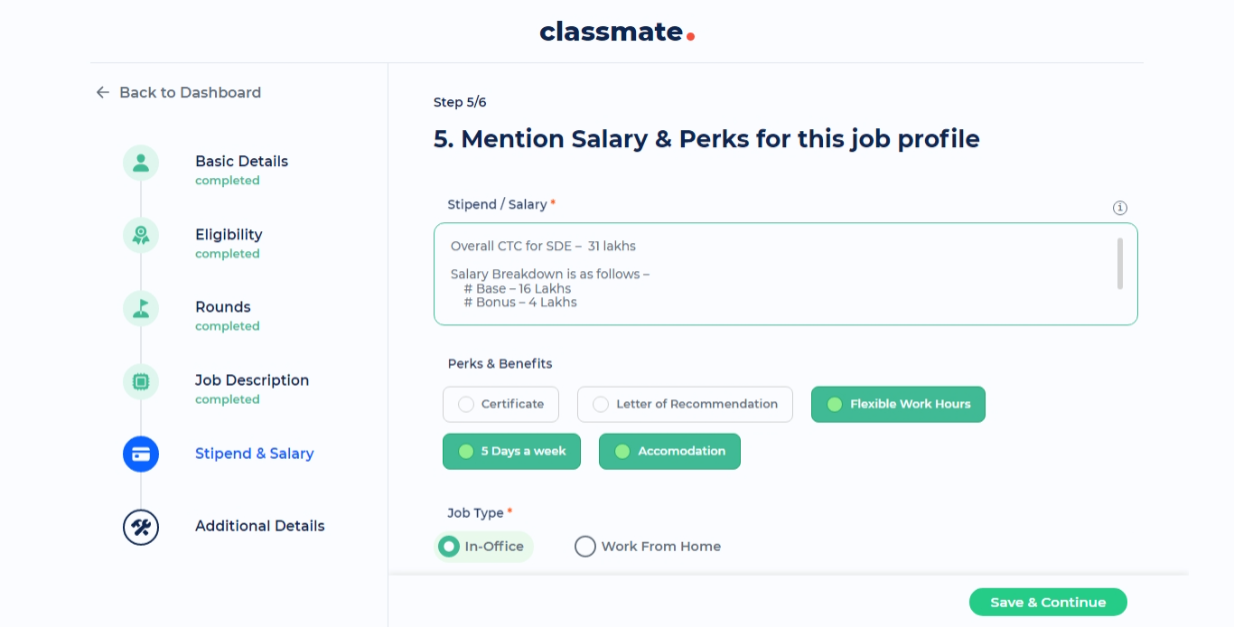 classmate.
Back to Dashboard
Basic Details
completed
Eligibility
completed
Rounds
completed
Job Description
completed
Stipend & Salary
Additional Details
Step 5/6
5. Mention Salary & Perks for this job profile
Stipend / Salary *
Overall CTC for SDE – 31 lakhs
Salary Breakdown is as follows –
# Base – 16 Lakhs
# Bonus – 4 Lakhs
Perks & Benefits
Certificate Letter of Recommendation Flexible Work Hours
5 Days a week Accomodation
Job Type *
In-Office Work From Home
Save & Continue